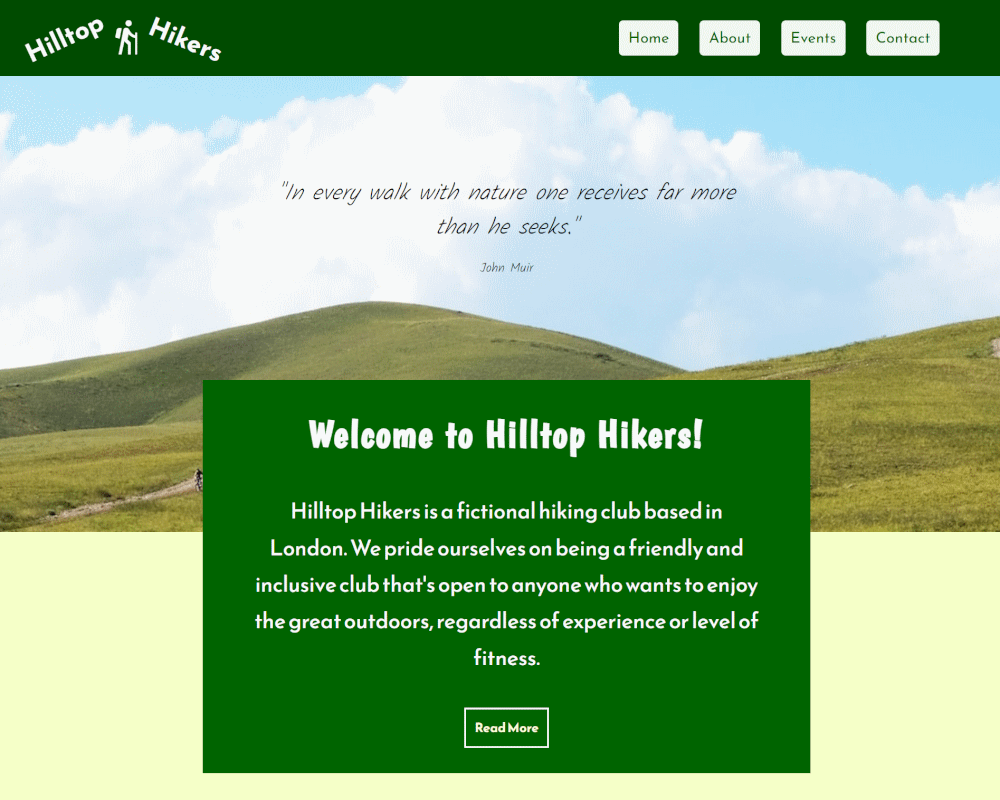 Hilltop Hikers
Home About Events Contact
"In every walk with nature one receives far more
than he seeks."
John Muir
Welcome to Hilltop Hikers!
Hilltop Hikers is a fictional hiking club based in
London. We pride ourselves on being a friendly and
inclusive club that's open to anyone who wants to enjoy
the great outdoors, regardless of experience or level of
fitness.
Read More